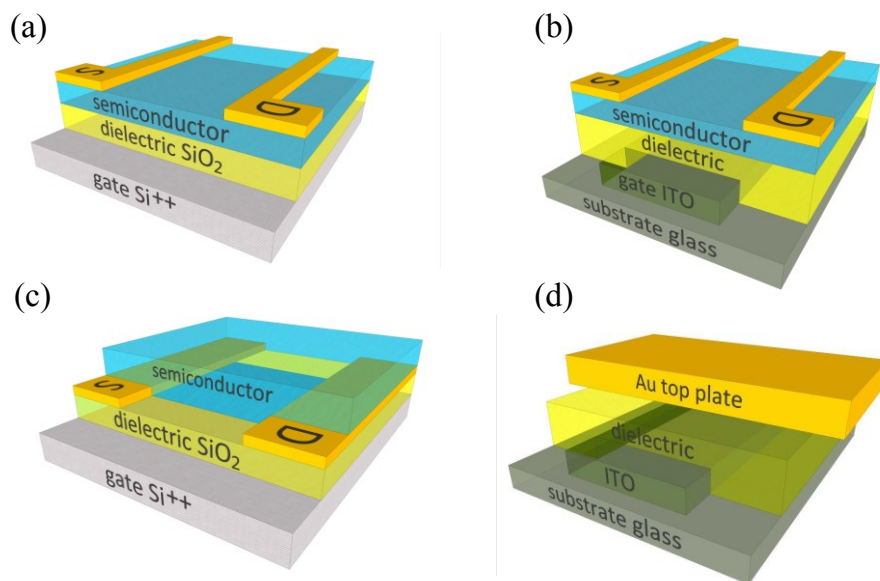 (a)
S
D
semiconductor
dielectric SiO₂
gate Si++
(b)
S
D
semiconductor
dielectric
gate ITO
substrate glass
(c)
semiconductor
S
D
dielectric SiO₂
gate Si++
(d)
Au top plate
dielectric
ITO
substrate glass